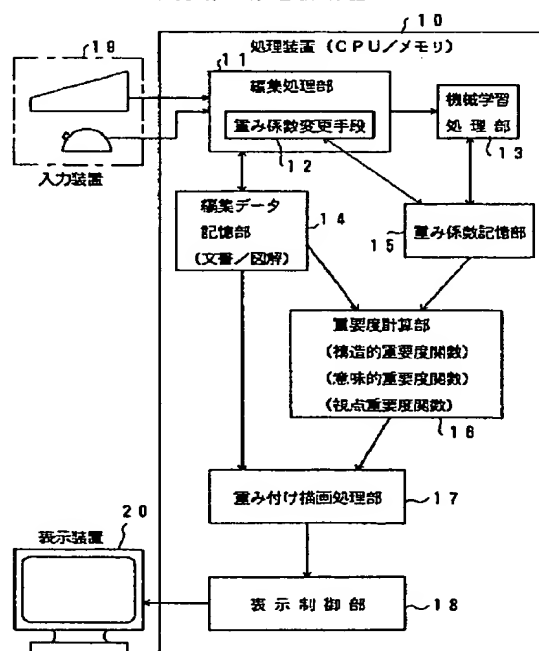 10
処理装置(CPU/メモリ)
19
入力装置
11
編集処理部
重み係数変更手段
12
機械学習
処理部
13
編集データ
記憶部
(文書/図解)
14
重み係数記憶部
15
重要度計算部
(構造的重要度関数)
(意味的重要度関数)
(視点重要度関数)
16
重み付け描画処理部
17
表示装置
20
表示制御部
18